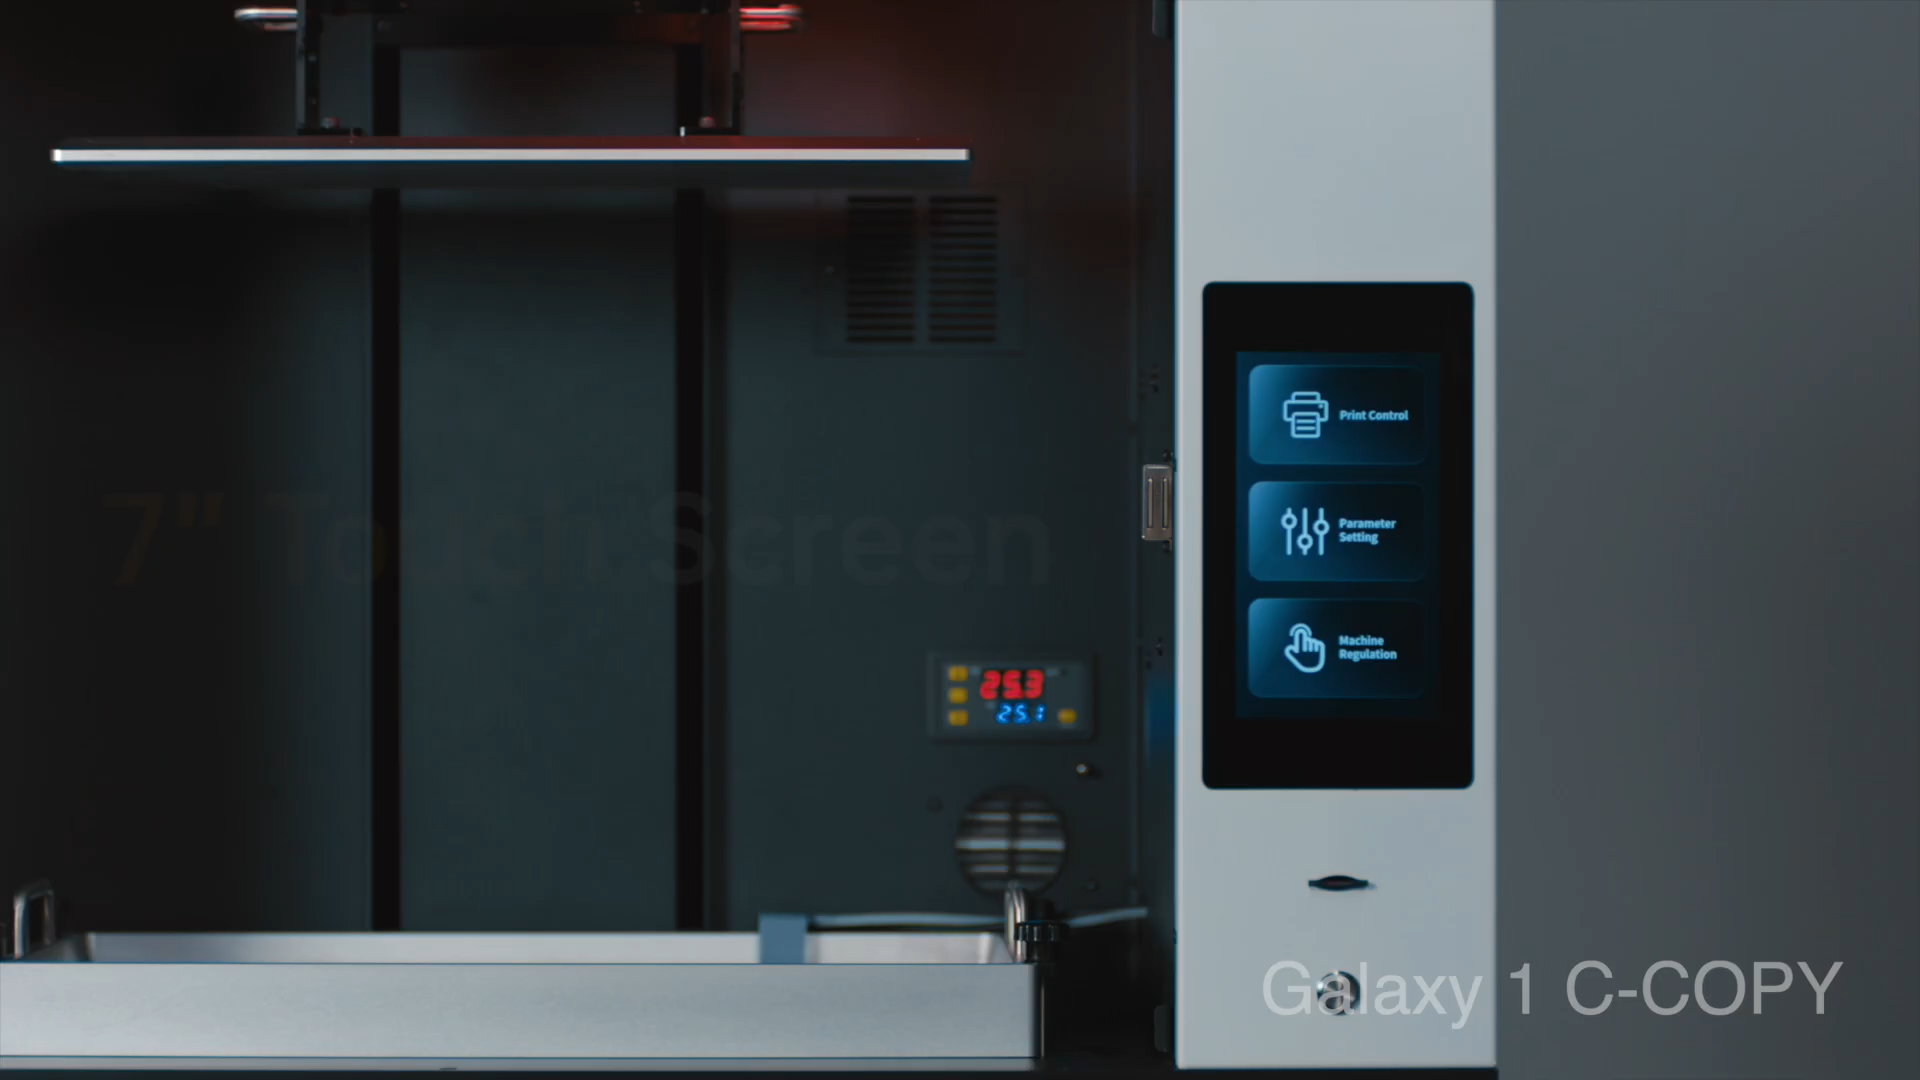 Print Control
Parameter
Setting
7" Touch Screen
Machine
Regulation
25.3
25.1
Galaxy 1 C-COPY